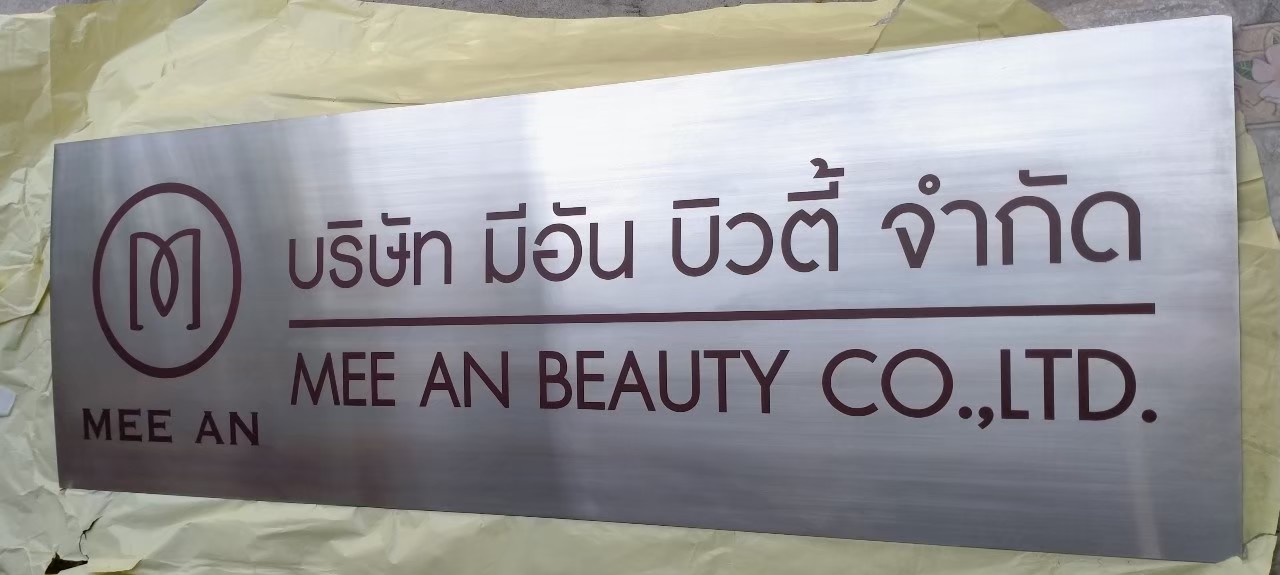 MEE AN
บริษัท มีอัน บิวตี้ จำกัด
MEE AN BEAUTY CO.,LTD.